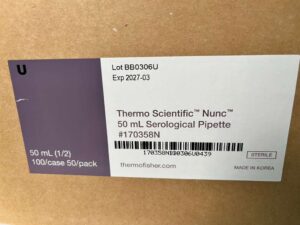 U
Lot BB0306U
Exp 2027-03
Thermo Scientific™ Nunc™
50 mL Serological Pipette
#170358N
170358NBB0306U0439
50 mL (1/2)
100/case 50/pack
thermofisher.com
STERILE
MADE IN KOREA